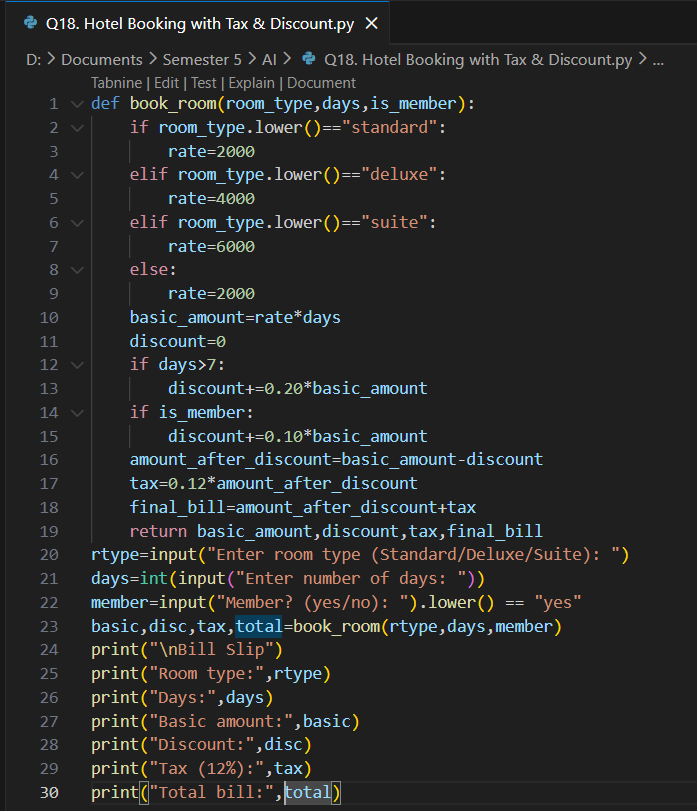 Q18. Hotel Booking with Tax & Discount.py ×
D: > Documents > Semester 5 > AI > Q18. Hotel Booking with Tax & Discount.py > ...
Tabnine | Edit | Test | Explain | Document
1 def book_room(room_type,days,is_member):
2     if room_type.lower()=="standard":
3         rate=2000
4     elif room_type.lower()=="deluxe":
5         rate=4000
6     elif room_type.lower()=="suite":
7         rate=6000
8     else:
9         rate=2000
10     basic_amount=rate*days
11     discount=0
12     if days>7:
13         discount+=0.20*basic_amount
14     if is_member:
15         discount+=0.10*basic_amount
16     amount_after_discount=basic_amount-discount
17     tax=0.12*amount_after_discount
18     final_bill=amount_after_discount+tax
19     return basic_amount,discount,tax,final_bill
20 rtype=input("Enter room type (Standard/Deluxe/Suite): ")
21 days=int(input("Enter number of days: "))
22 member=input("Member? (yes/no): ").lower() == "yes"
23 basic,disc,tax,total=book_room(rtype,days,member)
24 print("\nBill Slip")
25 print("Room type:",rtype)
26 print("Days:",days)
27 print("Basic amount:",basic)
28 print("Discount:",disc)
29 print("Tax (12%):",tax)
30 print("Total bill:",total)